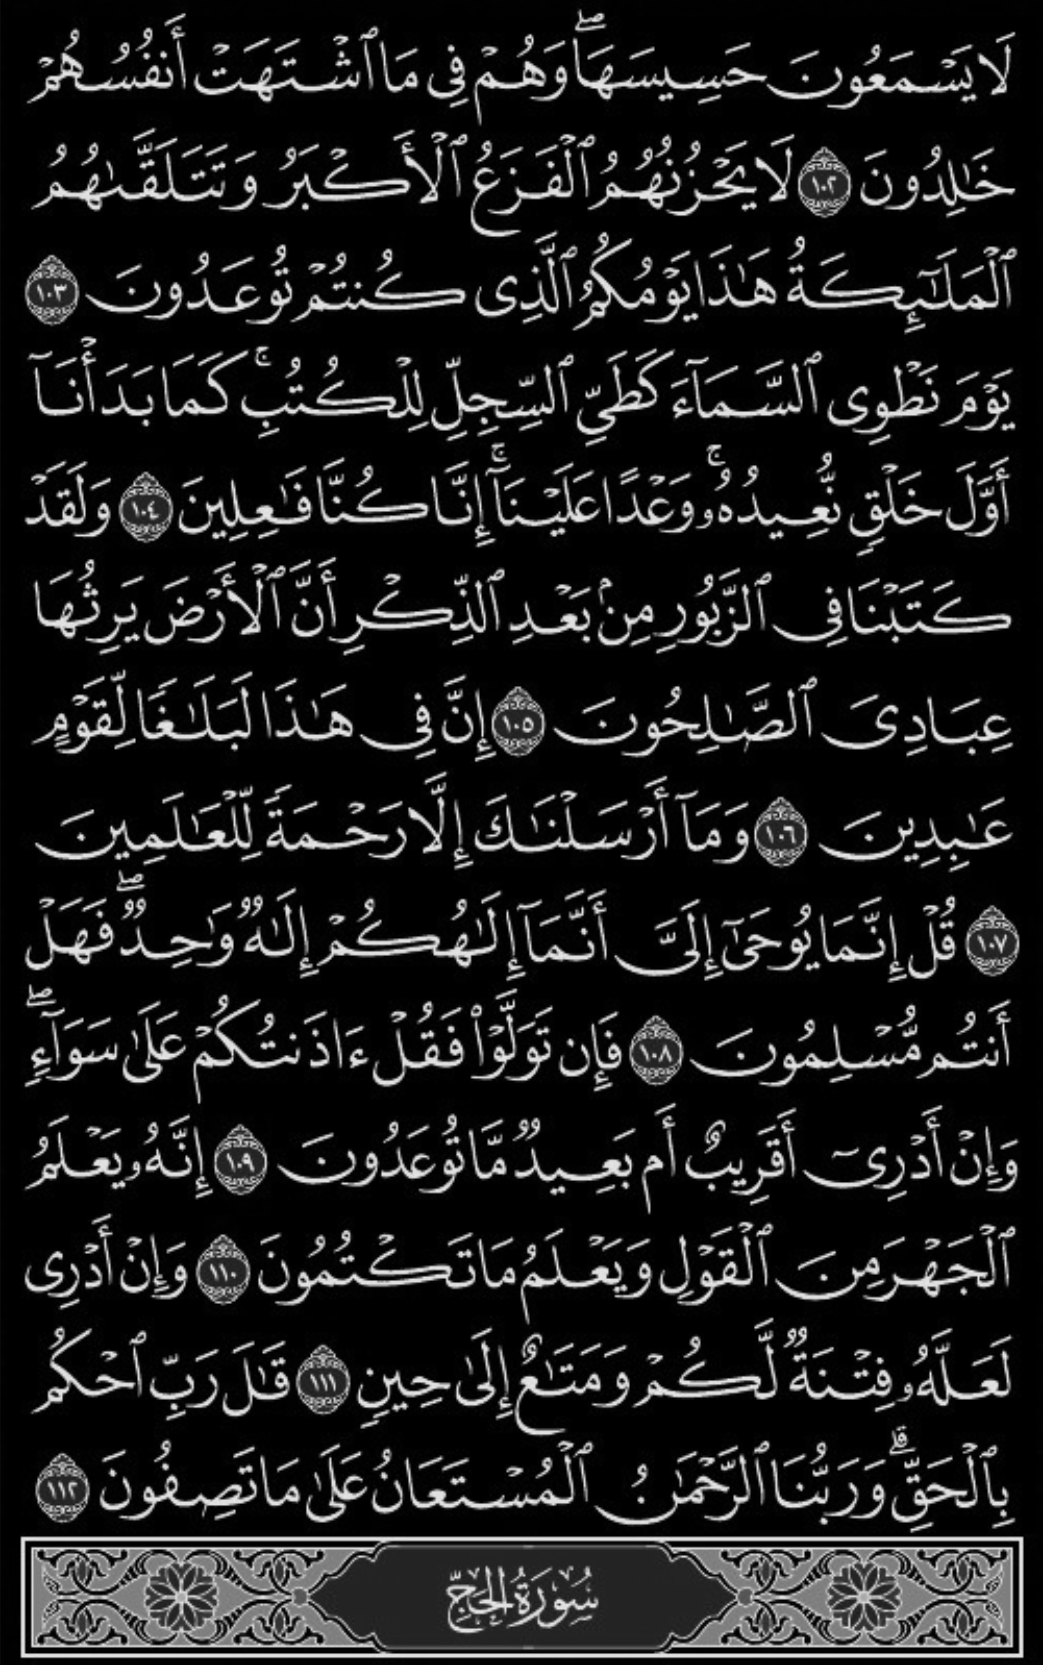 لَا يَسْمَعُونَ حَسِيسَهَا ۖ وَهُمْ فِى مَا ٱشْتَهَتْ أَنفُسُهُمْ
خَـٰلِدُونَ ١٠٢ لَا يَحْزُنُهُمُ ٱلْفَزَعُ ٱلْأَكْبَرُ وَتَتَلَقَّىٰهُمُ
ٱلْمَلَـٰٓئِكَةُ هَـٰذَا يَوْمُكُمُ ٱلَّذِى كُنتُمْ تُوعَدُونَ ١٠٣
يَوْمَ نَطْوِى ٱلسَّمَآءَ كَطَىِّ ٱلسِّجِلِّ لِلْكُتُبِ ۚ كَمَا بَدَأْنَآ
أَوَّلَ خَلْقٍ نُّعِيدُهُۥ ۚ وَعْدًا عَلَيْنَآ ۚ إِنَّا كُنَّا فَـٰعِلِينَ ١٠٤ وَلَقَدْ
كَتَبْنَا فِى ٱلزَّبُورِ مِنۢ بَعْدِ ٱلذِّكْرِ أَنَّ ٱلْأَرْضَ يَرِثُهَا
عِبَادِىَ ٱلصَّـٰلِحُونَ ١٠٥ إِنَّ فِى هَـٰذَا لَبَلَـٰغًا لِّقَوْمٍ
عَـٰبِدِينَ ١٠٦ وَمَآ أَرْسَلْنَـٰكَ إِلَّا رَحْمَةً لِّلْعَـٰلَمِينَ
١٠٧ قُلْ إِنَّمَا يُوحَىٰٓ إِلَىَّ أَنَّمَآ إِلَـٰهُكُمْ إِلَـٰهٌ وَٰحِدٌ ۖ فَهَلْ
أَنتُم مُّسْلِمُونَ ١٠٨ فَإِن تَوَلَّوْا۟ فَقُلْ ءَاذَنتُكُمْ عَلَىٰ سَوَآءٍ ۖ
وَإِنْ أَدْرِىٓ أَقَرِيبٌ أَم بَعِيدٌ مَّا تُوعَدُونَ ١٠٩ إِنَّهُۥ يَعْلَمُ
ٱلْجَهْرَ مِنَ ٱلْقَوْلِ وَيَعْلَمُ مَا تَكْتُمُونَ ١١٠ وَإِنْ أَدْرِى
لَعَلَّهُۥ فِتْنَةٌ لَّكُمْ وَمَتَـٰعٌ إِلَىٰ حِينٍ ١١١ قَـٰلَ رَبِّ ٱحْكُم
بِٱلْحَقِّ ۗ وَرَبُّنَا ٱلرَّحْمَـٰنُ ٱلْمُسْتَعَانُ عَلَىٰ مَا تَصِفُونَ ١١٢
سُورَةُ الحَجِّ